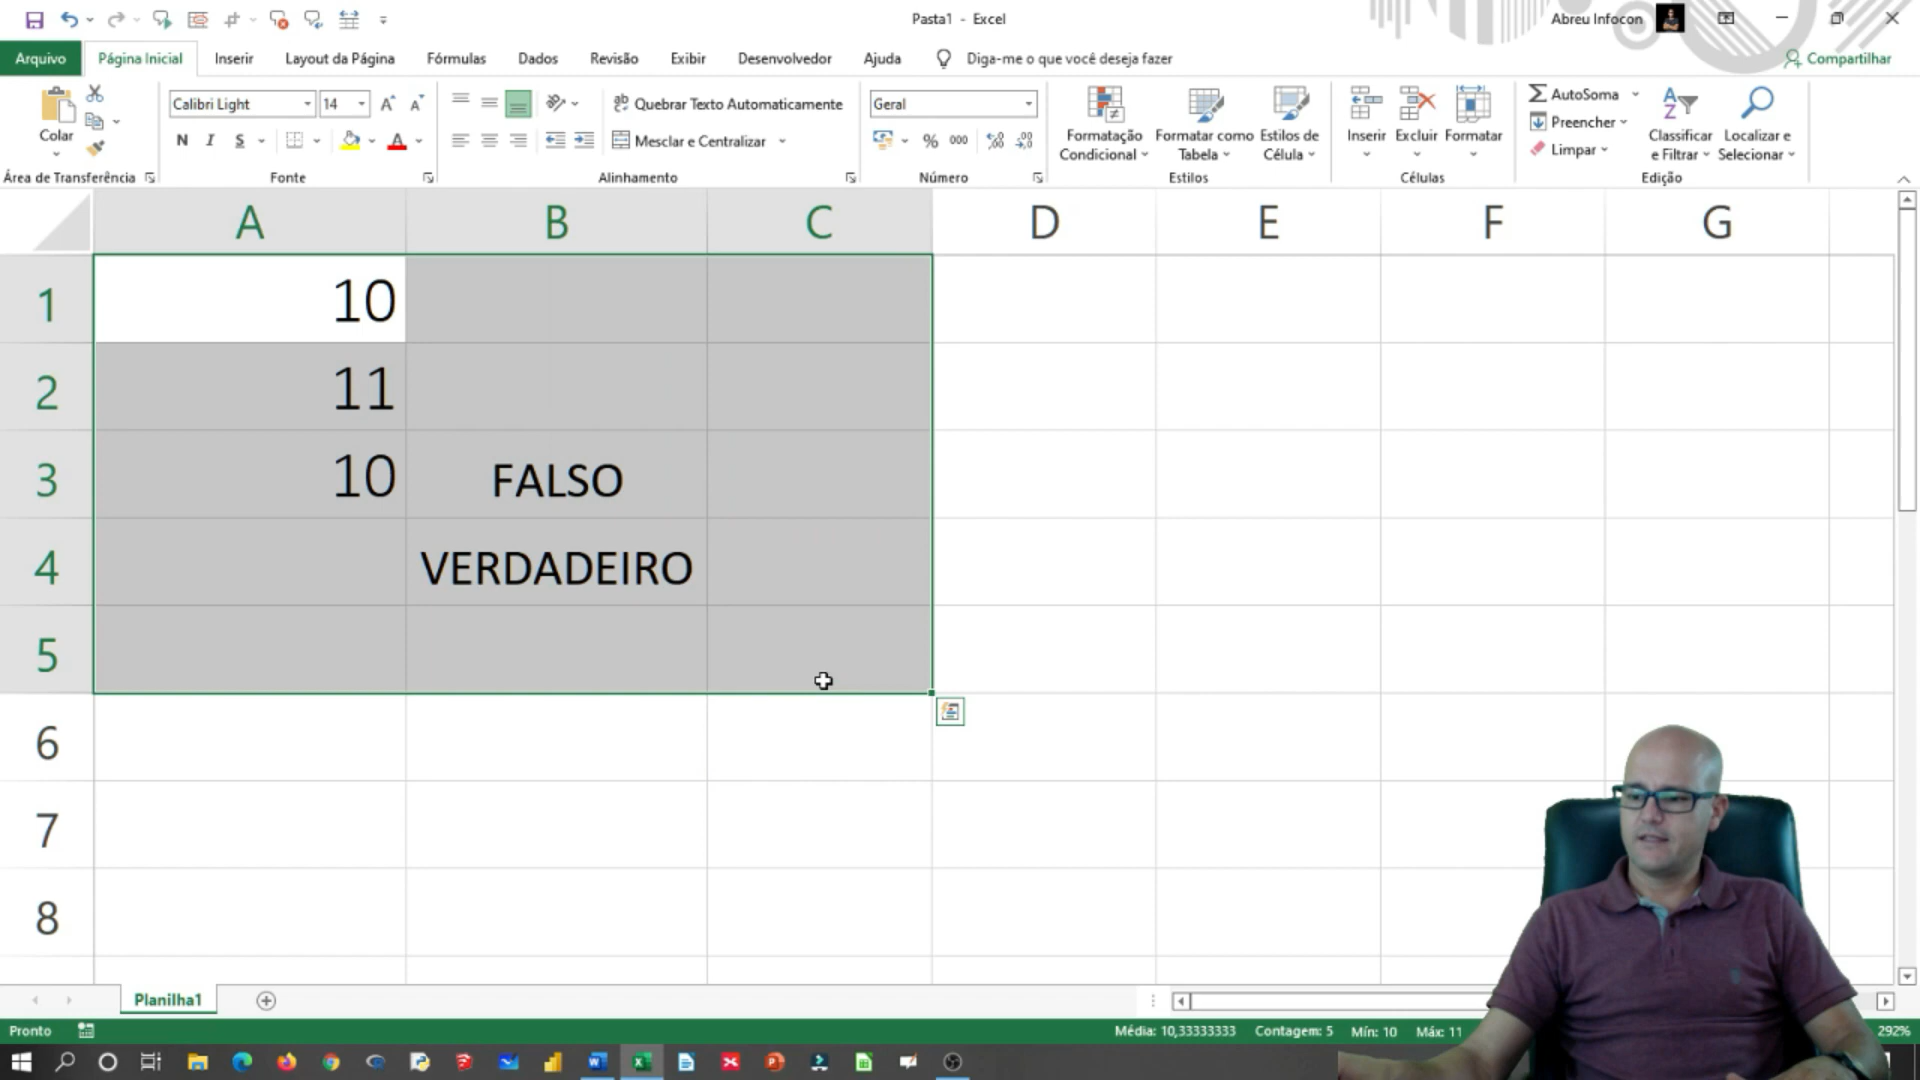 Pasta1 - Excel
Abreu Infocon
Arquivo Página Inicial Inserir Layout da Página Fórmulas Dados Revisão Exibir Desenvolvedor Ajuda Diga-me o que você deseja fazer Compartilhar
Colar
Área de Transferência
Calibri Light 14
N I S A
Fonte
ab Quebrar Texto Automaticamente
Mesclar e Centralizar
Alinhamento
Geral
% 000
Número
Formatação Condicional
Formatar como Tabela
Estilos de Célula
Estilos
Inserir Excluir Formatar
Células
AutoSoma
Preencher
Limpar
Classificar e Filtrar
Localizar e Selecionar
Edição
A B C D E F G
1 10
2 11
3 10 FALSO
4 VERDADEIRO
5
6
7
8
Planilha1
Pronto
Média: 10,33333333 Contagem: 5 Mín: 10 Máx: 11 292%